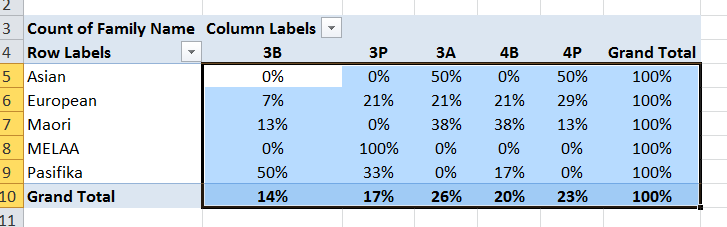 2
3 Count of Family Name Column Labels
4 Row Labels 3B 3P 3A 4B 4P Grand Total
5 Asian 0% 0% 50% 0% 50% 100%
6 European 7% 21% 21% 21% 29% 100%
7 Maori 13% 0% 38% 38% 13% 100%
8 MELAA 0% 100% 0% 0% 0% 100%
9 Pasifika 50% 33% 0% 17% 0% 100%
10 Grand Total 14% 17% 26% 20% 23% 100%
11